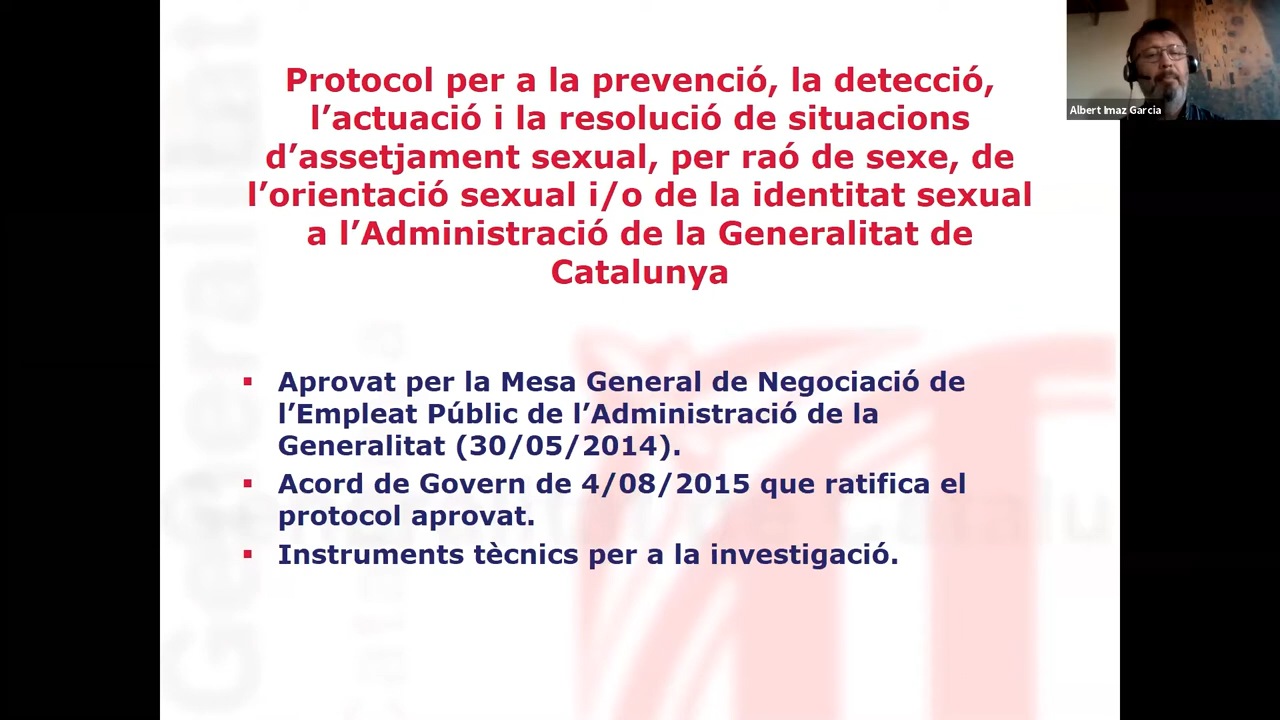 Protocol per a la prevenció, la detecció,
l’actuació i la resolució de situacions
d’assetjament sexual, per raó de sexe, de
l’orientació sexual i/o de la identitat sexual
a l’Administració de la Generalitat de
Catalunya
Albert Imaz Garcia
▪ Aprovat per la Mesa General de Negociació de
l’Empleat Públic de l’Administració de la
Generalitat (30/05/2014).
▪ Acord de Govern de 4/08/2015 que ratifica el
protocol aprovat.
▪ Instruments tècnics per a la investigació.